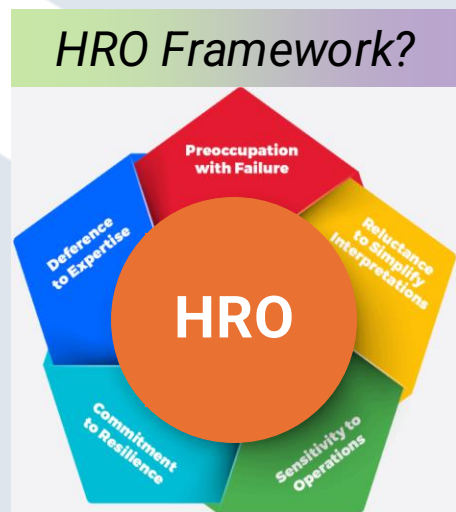 HRO Framework?
Preoccupation
with Failure
Reluctance
to Simplify
Interpretations
Sensitivity to
Operations
Commitment
to Resilience
Deference
to Expertise
HRO